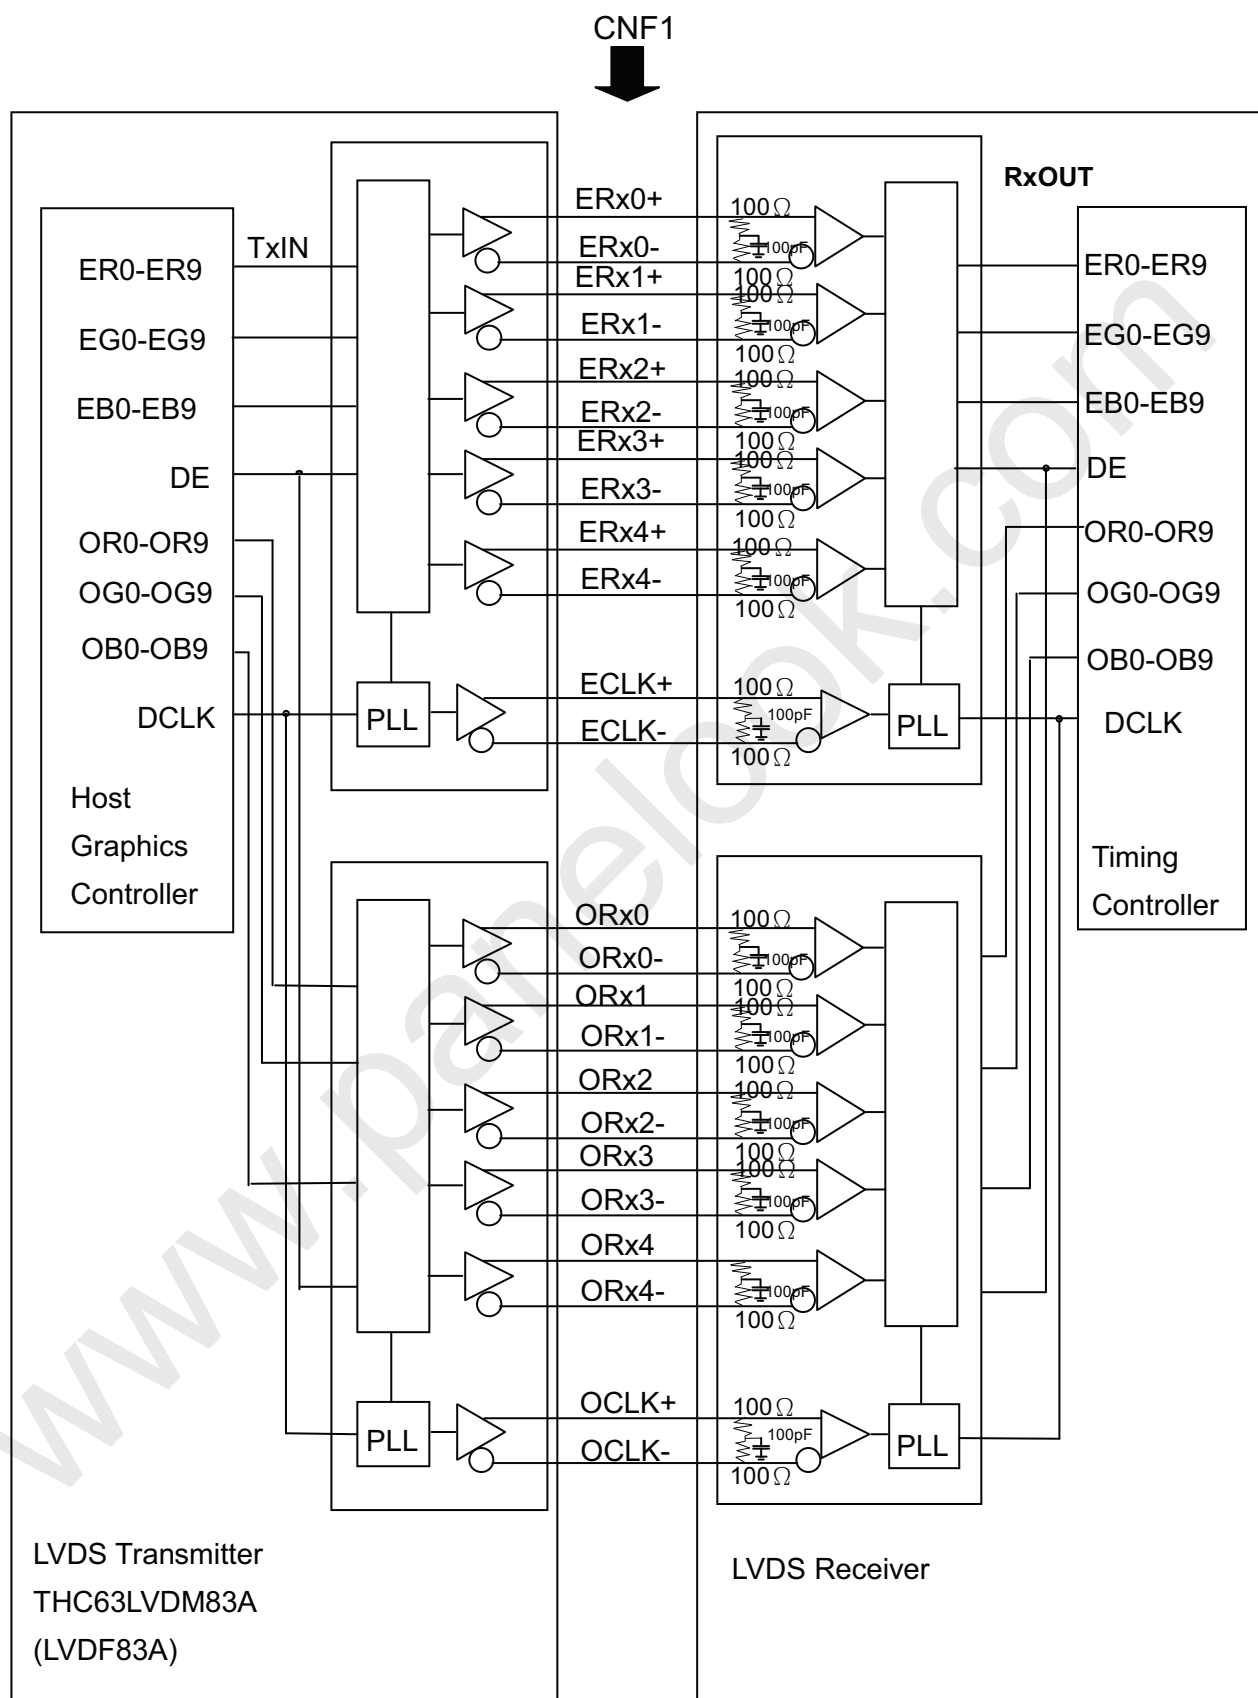 CNF1
RxOUT
TxIN
ER0-ER9
EG0-EG9
EB0-EB9
DE
OR0-OR9
OG0-OG9
OB0-OB9
DCLK
Host
Graphics
Controller
PLL
ERx0+
ERx0-
ERx1+
ERx1-
ERx2+
ERx2-
ERx3+
ERx3-
ERx4+
ERx4-
ECLK+
ECLK-
100Ω
100pF
100Ω
100Ω
100pF
100Ω
100Ω
100pF
100Ω
100Ω
100pF
100Ω
100Ω
100pF
100Ω
100Ω
100pF
100Ω
PLL
ER0-ER9
EG0-EG9
EB0-EB9
DE
OR0-OR9
OG0-OG9
OB0-OB9
DCLK
Timing
Controller
PLL
ORx0
ORx0-
ORx1
ORx1-
ORx2
ORx2-
ORx3
ORx3-
ORx4
ORx4-
OCLK+
OCLK-
100Ω
100pF
100Ω
100Ω
100pF
100Ω
100Ω
100pF
100Ω
100Ω
100pF
100Ω
100pF
100Ω
100Ω
100pF
100Ω
PLL
LVDS Transmitter
THC63LVDM83A
(LVDF83A)
LVDS Receiver
www.panelook.com